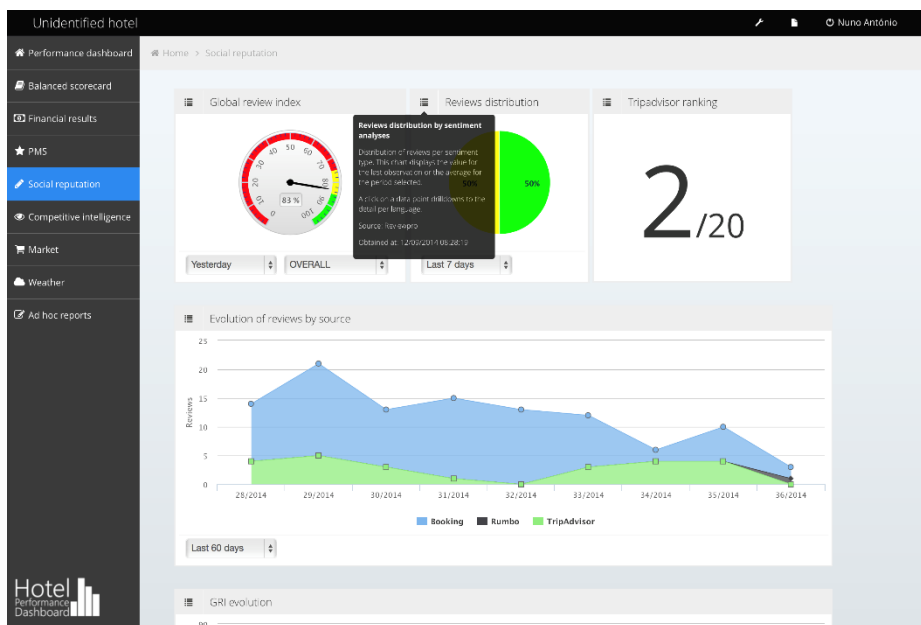 Unidentified hotel
Nuno António
Performance dashboard
Home > Social reputation
Balanced scorecard
Financial results
PMS
Social reputation
Competitive intelligence
Market
Weather
Ad hoc reports
Global review index
0 20 40 50 60 70 80 90 100
83 %
Yesterday
OVERALL
Reviews distribution
Reviews distribution by sentiment
analyses
Distribution of reviews per sentiment
type. This chart displays the value for
the last observation or the average for
the period selected.
A click on a data point drilldowns to the
detail per language.
Source: Reviewpro
Obtained at: 12/09/2014 08:28:19
50%
50%
Last 7 days
Tripadvisor ranking
2/20
Evolution of reviews by source
Reviews
25
20
15
10
5
0
28/2014 29/2014 30/2014 31/2014 32/2014 33/2014 34/2014 35/2014 36/2014
Booking Rumbo TripAdvisor
Last 60 days
GRI evolution
90
Hotel
Performance
Dashboard